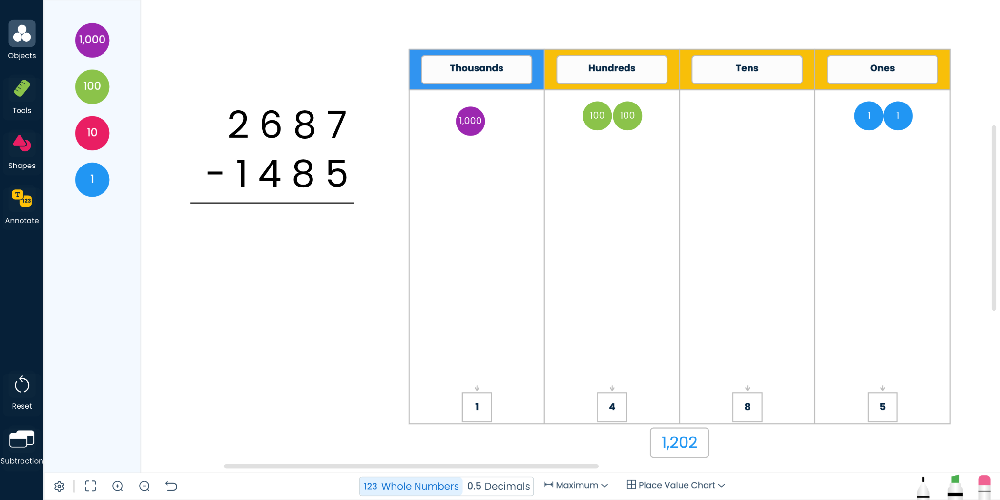 Objects
Tools
Shapes
T
123
Annotate
Reset
Subtraction
1,000
100
10
1
2 6 8 7
- 1 4 8 5
Thousands Hundreds Tens Ones
1,000 100 100 1 1
1 4 8 5
1,202
123 Whole Numbers 0.5 Decimals Maximum Place Value Chart